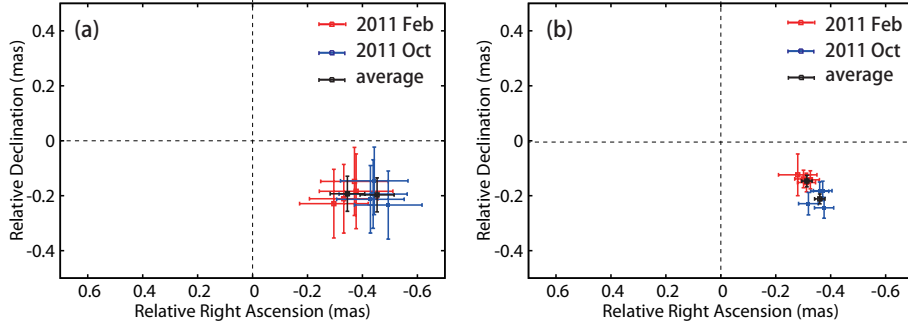 (a)
2011 Feb
2011 Oct
average
Relative Declination (mas)
0.4
0.2
0
-0.2
-0.4
0.6 0.4 0.2 0 -0.2 -0.4 -0.6
Relative Right Ascension (mas)
(b)
2011 Feb
2011 Oct
average
Relative Declination (mas)
0.4
0.2
0
-0.2
-0.4
0.6 0.4 0.2 0 -0.2 -0.4 -0.6
Relative Right Ascension (mas)